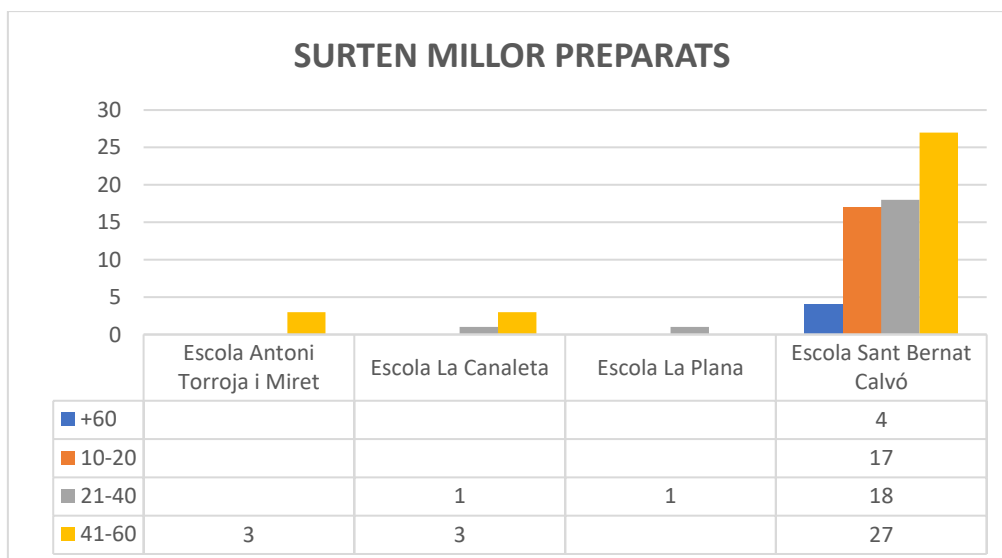 SURTEN MILLOR PREPARATS
30
25
20
15
10
5
0
Escola Antoni Torroja i Miret
Escola La Canaleta
Escola La Plana
Escola Sant Bernat Calvó
+60 4
10-20 17
21-40 1 1 18
41-60 3 3 27